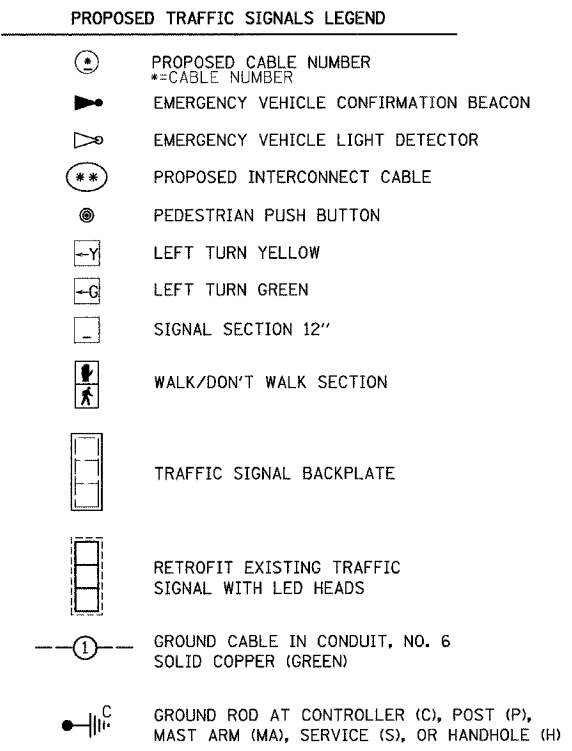 PROPOSED TRAFFIC SIGNALS LEGEND
* PROPOSED CABLE NUMBER
*=CABLE NUMBER
EMERGENCY VEHICLE CONFIRMATION BEACON
EMERGENCY VEHICLE LIGHT DETECTOR
** PROPOSED INTERCONNECT CABLE
PEDESTRIAN PUSH BUTTON
←Y LEFT TURN YELLOW
←G LEFT TURN GREEN
SIGNAL SECTION 12"
WALK/DON'T WALK SECTION
TRAFFIC SIGNAL BACKPLATE
RETROFIT EXISTING TRAFFIC
SIGNAL WITH LED HEADS
1 GROUND CABLE IN CONDUIT, NO. 6
SOLID COPPER (GREEN)
C GROUND ROD AT CONTROLLER (C), POST (P),
MAST ARM (MA), SERVICE (S), OR HANDHOLE (H)